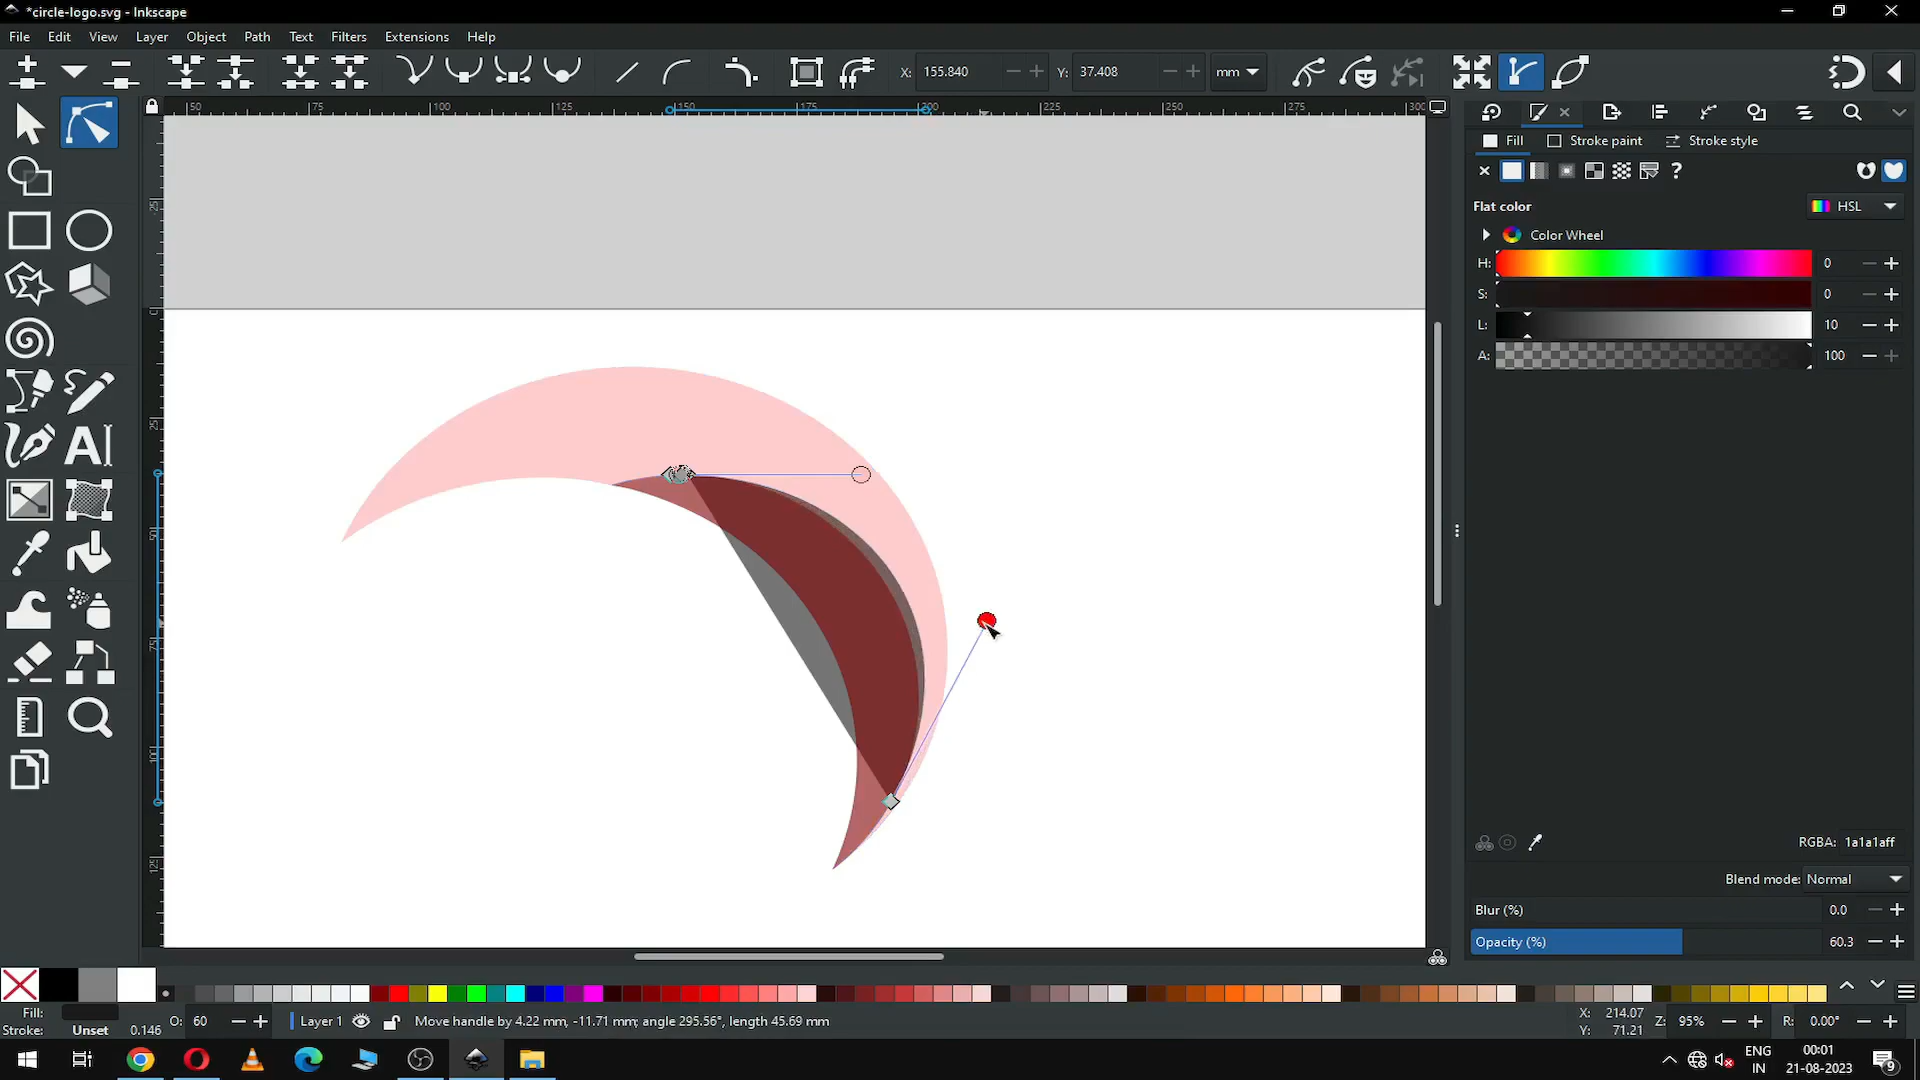 *circle-logo.svg - Inkscape
File Edit View Layer Object Path Text Filters Extensions Help
X: 155.840 Y: 37.408 mm
50 75 100 125 150 175 200 225 250 275 300
Fill Stroke paint Stroke style
Flat color HSL
Color Wheel
H: 0
S: 0
L: 10
A: 100
RGBA: 1a1a1aff
Blend mode: Normal
Blur (%) 0.0
Opacity (%) 60.3
Fill:
Stroke: Unset 0.146 O: 60 Layer 1 Move handle by 4.22 mm, -11.71 mm; angle 295.56°, length 45.69 mm X: 214.07 Y: 71.21 Z: 95% R: 0.00°
ENG IN 00:01 21-08-2023 9